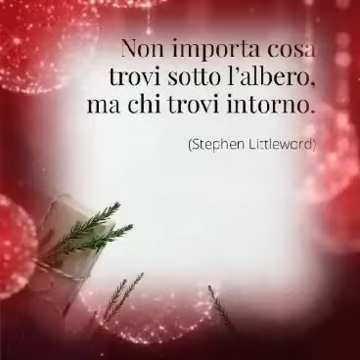 Non importa cosa
trovi sotto l'albero,
ma chi trovi intorno.
(Stephen Littleword)